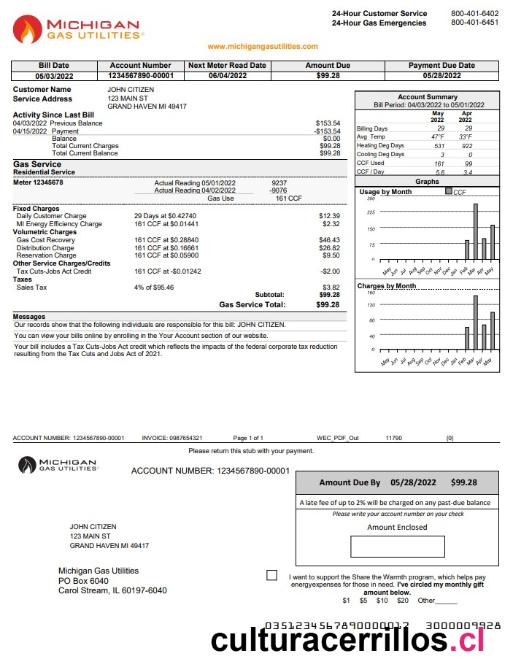 MICHIGAN
GAS UTILITIES
24-Hour Customer Service 800-401-6402
24-Hour Gas Emergencies 800-401-6451
www.michigangasutilities.com
Bill Date Account Number Next Meter Read Date Amount Due Payment Due Date
05/03/2022 1234567890-00001 06/04/2022 $99.28 05/28/2022
Customer Name JOHN CITIZEN
Service Address 123 MAIN ST
GRAND HAVEN MI 49417
Activity Since Last Bill
04/03/2022 Previous Balance $153.54
04/15/2022 Payment -$153.54
Balance $0.00
Total Current Charges $99.28
Total Current Balance $99.28
Gas Service
Residential Service
Meter 12345678 Actual Reading 05/01/2022 9237
Actual Reading 04/02/2022 -9076
Gas Use 161 CCF
Fixed Charges
Daily Customer Charge 29 Days at $0.42740 $12.39
MI Energy Efficiency Charge 161 CCF at $0.01441 $2.32
Volumetric Charges
Gas Cost Recovery 161 CCF at $0.28840 $46.43
Distribution Charge 161 CCF at $0.16661 $26.82
Reservation Charge 161 CCF at $0.05900 $9.50
Other Service Charges/Credits
Tax Cuts-Jobs Act Credit 161 CCF at -$0.01242 -$2.00
Taxes
Sales Tax 4% of $95.46 $3.82
Subtotal: $99.28
Gas Service Total: $99.28
Messages
Our records show that the following individuals are responsible for this bill: JOHN CITIZEN.
You can view your bills online by enrolling in the Your Account section of our website.
Your bill includes a Tax Cuts-Jobs Act credit which reflects the impacts of the federal corporate tax reduction
resulting from the Tax Cuts and Jobs Act of 2021.
Account Summary
Bill Period: 04/03/2022 to 05/01/2022
May Apr
2022 2022
Billing Days 29 29
Avg. Temp 47°F 33°F
Heating Deg Days 531 922
Cooling Deg Days 3 0
CCF Used 161 99
CCF / Day 5.6 3.4
Graphs
Usage by Month CCF
300
225
150
75
0
May Jun Jul Aug Sep Oct Nov Dec Jan Feb Mar Apr May
Charges by Month
160
120
80
40
0
May Jun Jul Aug Sep Oct Nov Dec Jan Feb Mar Apr May
ACCOUNT NUMBER: 1234567890-00001 INVOICE: 0987654321 Page 1 of 1 WEC_PDF_Out 11790 (0)
Please return this stub with your payment.
MICHIGAN
GAS UTILITIES
ACCOUNT NUMBER: 1234567890-00001
Amount Due By 05/28/2022 $99.28
A late fee of up to 2% will be charged on any past-due balance
Please write your account number on your check
Amount Enclosed
JOHN CITIZEN
123 MAIN ST
GRAND HAVEN MI 49417
Michigan Gas Utilities
PO Box 6040
Carol Stream, IL 60197-6040
I want to support the Share the Warmth program, which helps pay
energyexpenses for those in need. I've circled my monthly gift
amount below.
$1 $5 $10 $20 Other
culturacerrillos.cl